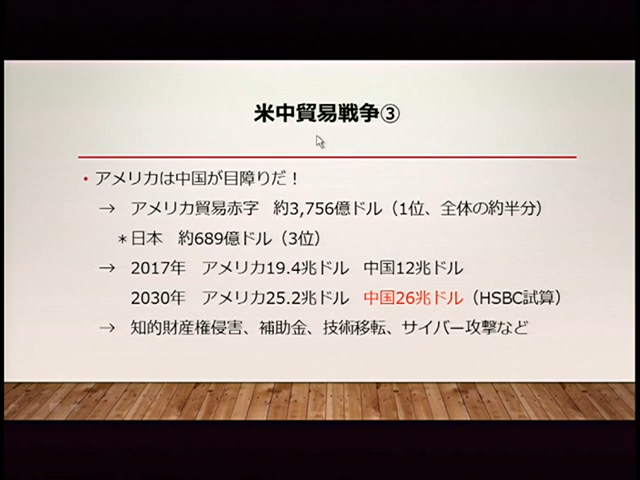 米中貿易戦争③
・アメリカは中国が目障りだ！
→ アメリカ貿易赤字 約3,756億ドル（1位、全体の約半分）
＊日本 約689億ドル（3位）
→ 2017年 アメリカ19.4兆ドル 中国12兆ドル
2030年 アメリカ25.2兆ドル 中国26兆ドル（HSBC試算）
→ 知的財産権侵害、補助金、技術移転、サイバー攻撃など